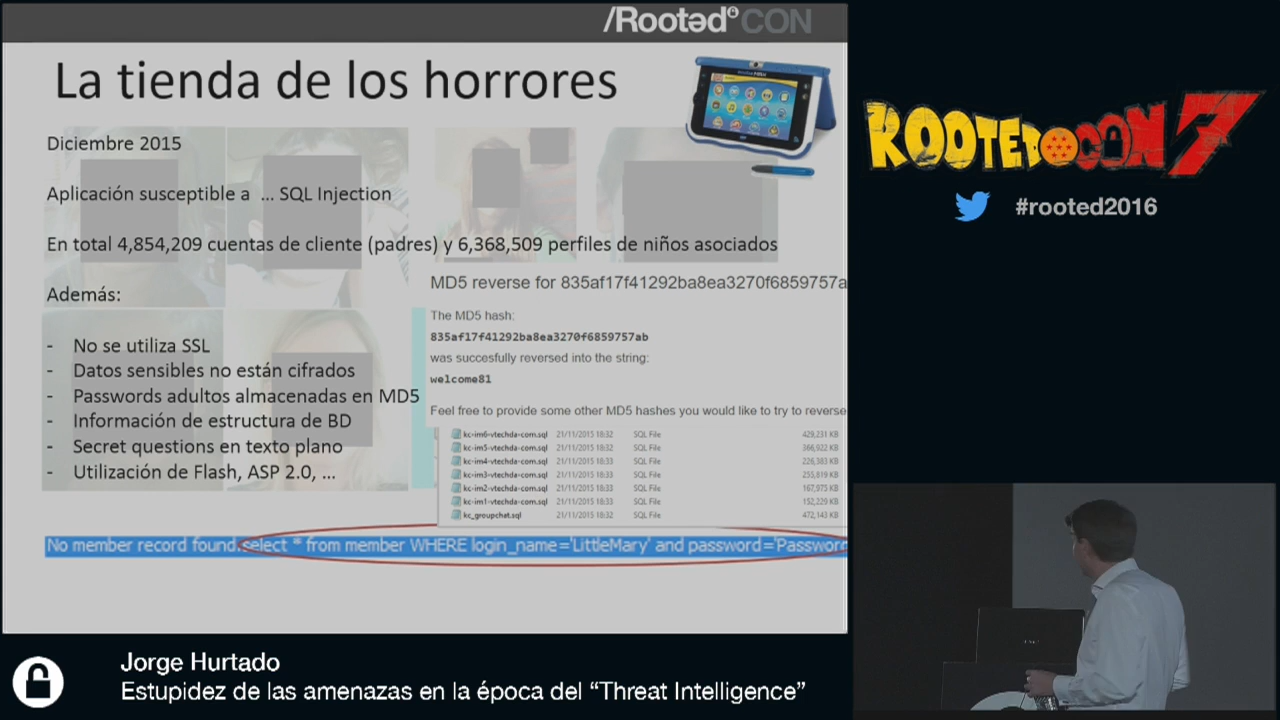 /Rootedº CON
La tienda de los horrores
Diciembre 2015
Aplicación susceptible a ... SQL Injection
En total 4,854,209 cuentas de cliente (padres) y 6,368,509 perfiles de niños asociados
Además:
- No se utiliza SSL
- Datos sensibles no están cifrados
- Passwords adultos almacenadas en MD5
- Información de estructura de BD
- Secret questions en texto plano
- Utilización de Flash, ASP 2.0, ...
MD5 reverse for 835af17f41292ba8ea3270f6859757a
The MD5 hash:
835af17f41292ba8ea3270f6859757ab
was succesfully reversed into the string:
welcome81
Feel free to provide some other MD5 hashes you would like to try to reverse
kc-im6-vtechda-com.sql 21/11/2015 18:32 SQL File 429,231 KB
kc-im5-vtechda-com.sql 21/11/2015 18:32 SQL File 366,922 KB
kc-im4-vtechda-com.sql 21/11/2015 18:33 SQL File 226,383 KB
kc-im3-vtechda-com.sql 21/11/2015 18:33 SQL File 255,819 KB
kc-im2-vtechda-com.sql 21/11/2015 18:33 SQL File 167,973 KB
kc-im1-vtechda-com.sql 21/11/2015 18:33 SQL File 152,229 KB
kc_groupchat.sql 21/11/2015 18:32 SQL File 472,143 KB
No member record found.select * from member WHERE login_name='LittleMary' and password='Password
ROOTEDCON 7
#rooted2016
Jorge Hurtado
Estupidez de las amenazas en la época del “Threat Intelligence”